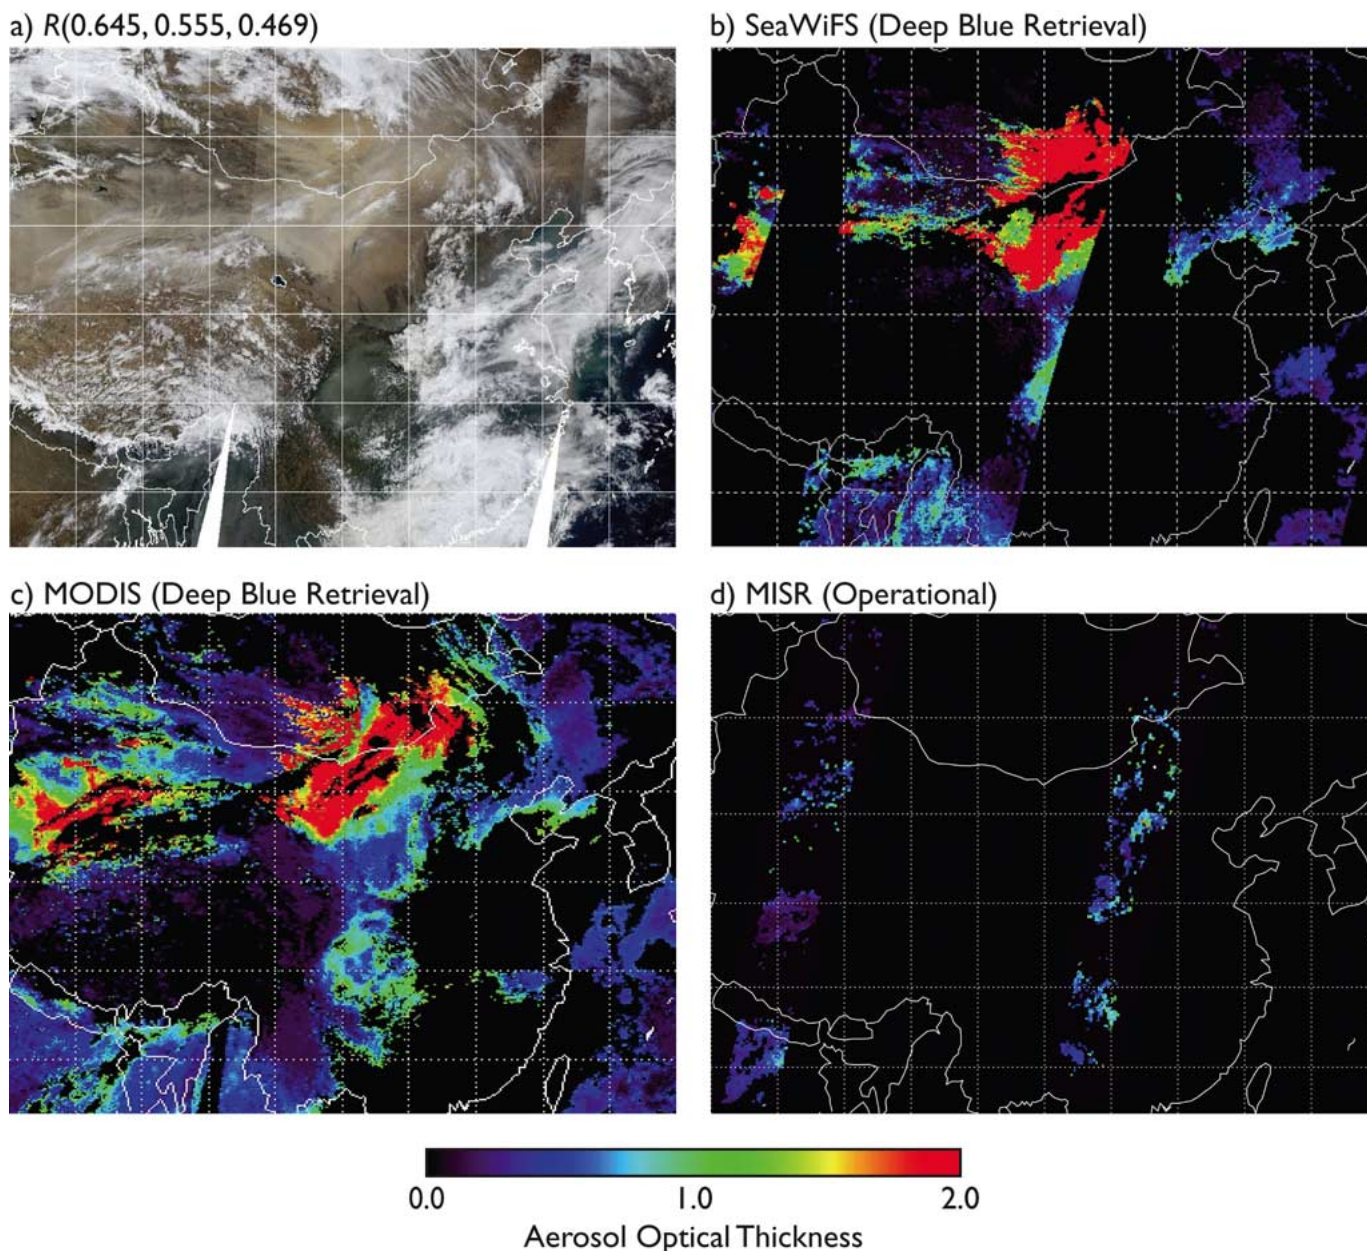 a) R(0.645, 0.555, 0.469)
b) SeaWiFS (Deep Blue Retrieval)
c) MODIS (Deep Blue Retrieval)
d) MISR (Operational)
0.0 1.0 2.0
Aerosol Optical Thickness